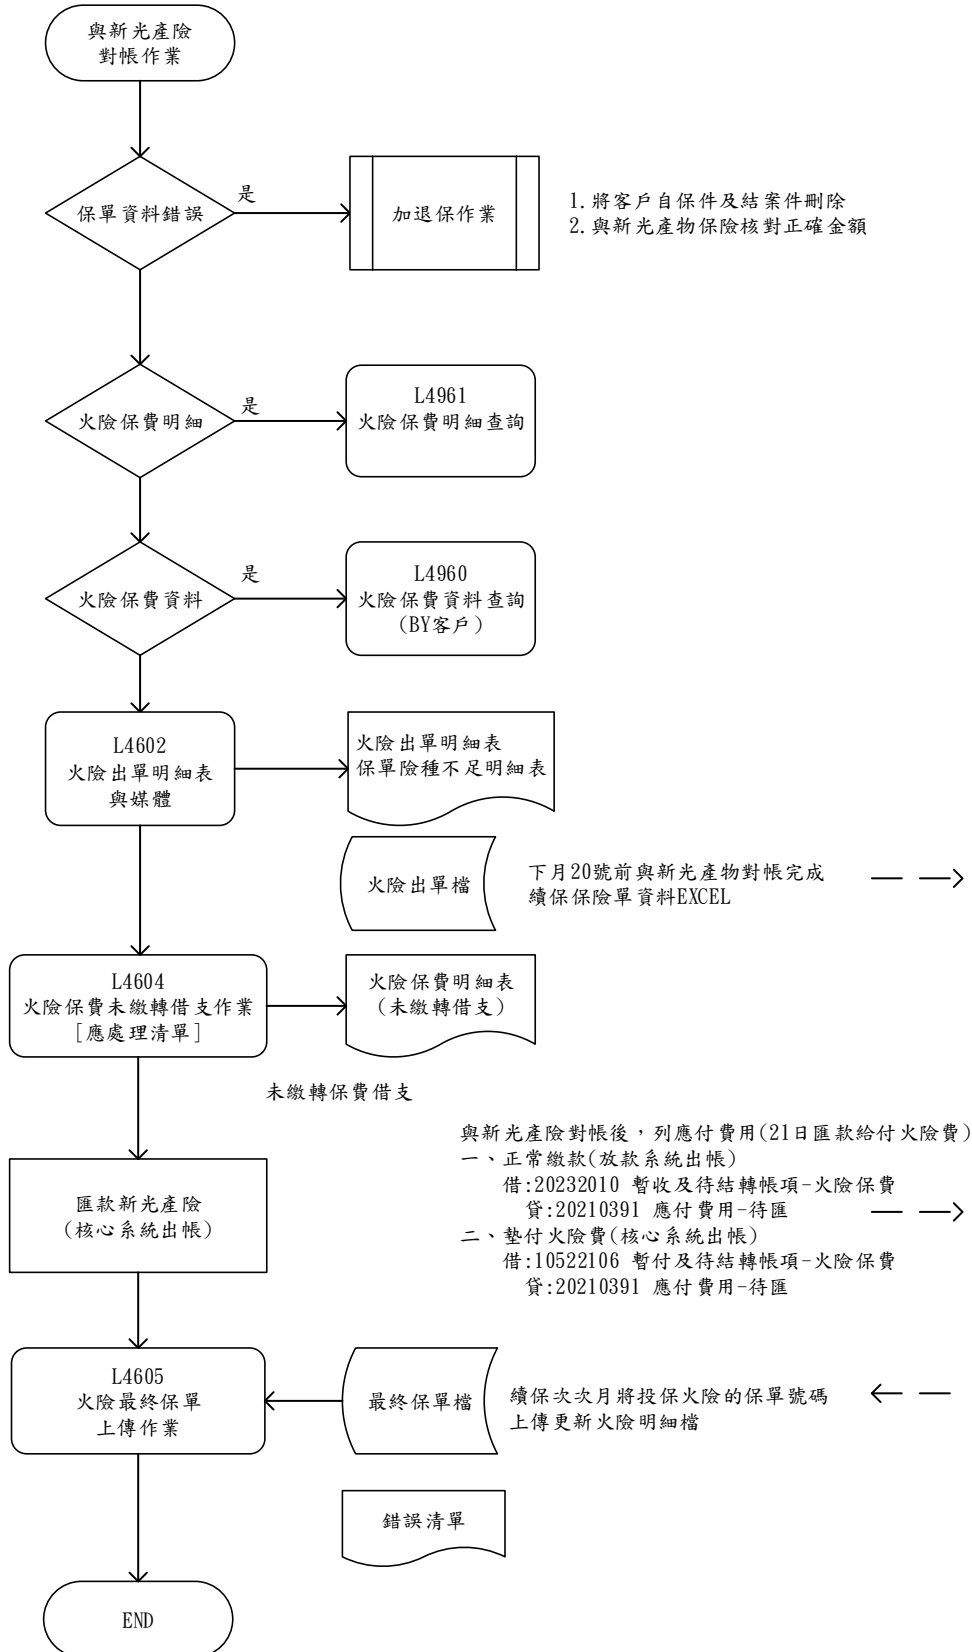 與新光產險
對帳作業
保單資料錯誤
是
加退保作業
1.將客戶自保件及結案件刪除
2.與新光產物保險核對正確金額
火險保費明細
是
L4961
火險保費明細查詢
火險保費資料
是
L4960
火險保費資料查詢
(BY客戶)
L4602
火險出單明細表
與媒體
火險出單明細表
保單險種不足明細表
火險出單檔
下月20號前與新光產物對帳完成
續保保險單資料EXCEL
L4604
火險保費未繳轉借支作業
[應處理清單]
火險保費明細表
(未繳轉借支)
未繳轉保費借支
與新光產險對帳後，列應付費用(21日匯款給付火險費)
一、正常繳款(放款系統出帳)
借:20232010 暫收及待結轉帳項-火險保費
貸:20210391 應付費用-待匯
二、墊付火險費(核心系統出帳)
借:10522106 暫付及待結轉帳項-火險保費
貸:20210391 應付費用-待匯
匯款新光產險
(核心系統出帳)
L4605
火險最終保單
上傳作業
最終保單檔
續保次次月將投保火險的保單號碼
上傳更新火險明細檔
錯誤清單
END